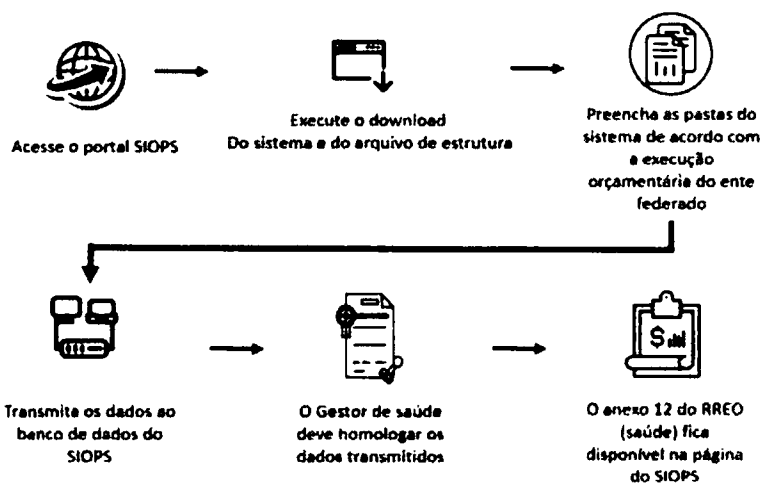 Acesse o portal SIOPS
Execute o download
Do sistema e do arquivo de estrutura
Preencha as pastas do
sistema de acordo com
a execução
orçamentária do ente
federado
Transmita os dados ao
banco de dados do
SIOPS
O Gestor de saúde
deve homologar os
dados transmitidos
O anexo 12 do RREO
(saúde) fica
disponível na página
do SIOPS